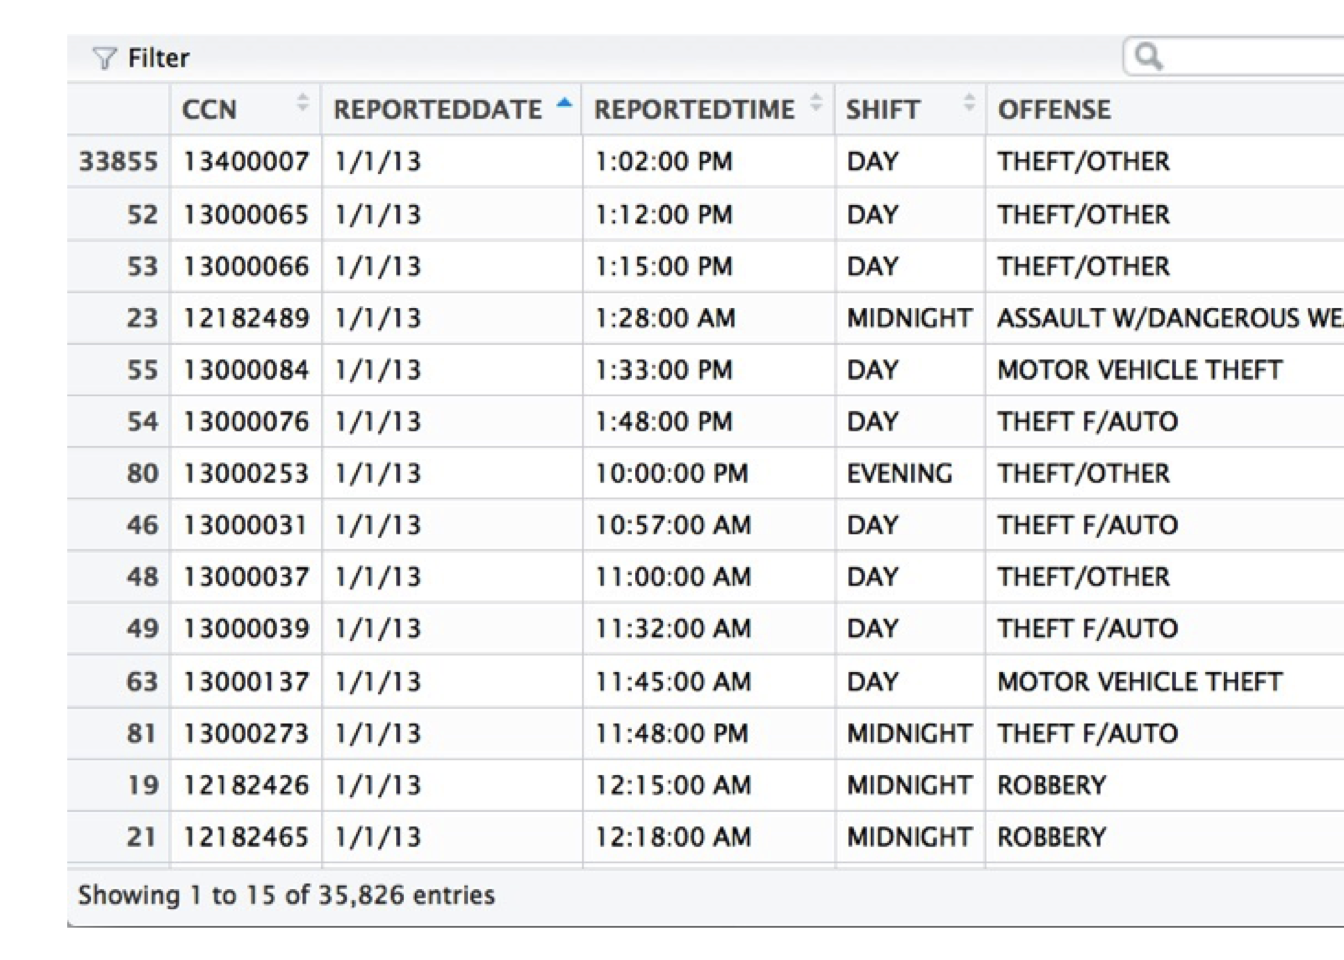 Filter
CCN REPORTEDDATE REPORTEDTIME SHIFT OFFENSE
33855 13400007 1/1/13 1:02:00 PM DAY THEFT/OTHER
52 13000065 1/1/13 1:12:00 PM DAY THEFT/OTHER
53 13000066 1/1/13 1:15:00 PM DAY THEFT/OTHER
23 12182489 1/1/13 1:28:00 AM MIDNIGHT ASSAULT W/DANGEROUS
55 13000084 1/1/13 1:33:00 PM DAY MOTOR VEHICLE THEFT
54 13000076 1/1/13 1:48:00 PM DAY THEFT F/AUTO
80 13000253 1/1/13 10:00:00 PM EVENING THEFT/OTHER
46 13000031 1/1/13 10:57:00 AM DAY THEFT F/AUTO
48 13000037 1/1/13 11:00:00 AM DAY THEFT/OTHER
49 13000039 1/1/13 11:32:00 AM DAY THEFT F/AUTO
63 13000137 1/1/13 11:45:00 AM DAY MOTOR VEHICLE THEFT
81 13000273 1/1/13 11:48:00 PM MIDNIGHT THEFT F/AUTO
19 12182426 1/1/13 12:15:00 AM MIDNIGHT ROBBERY
21 12182465 1/1/13 12:18:00 AM MIDNIGHT ROBBERY
Showing 1 to 15 of 35,826 entries